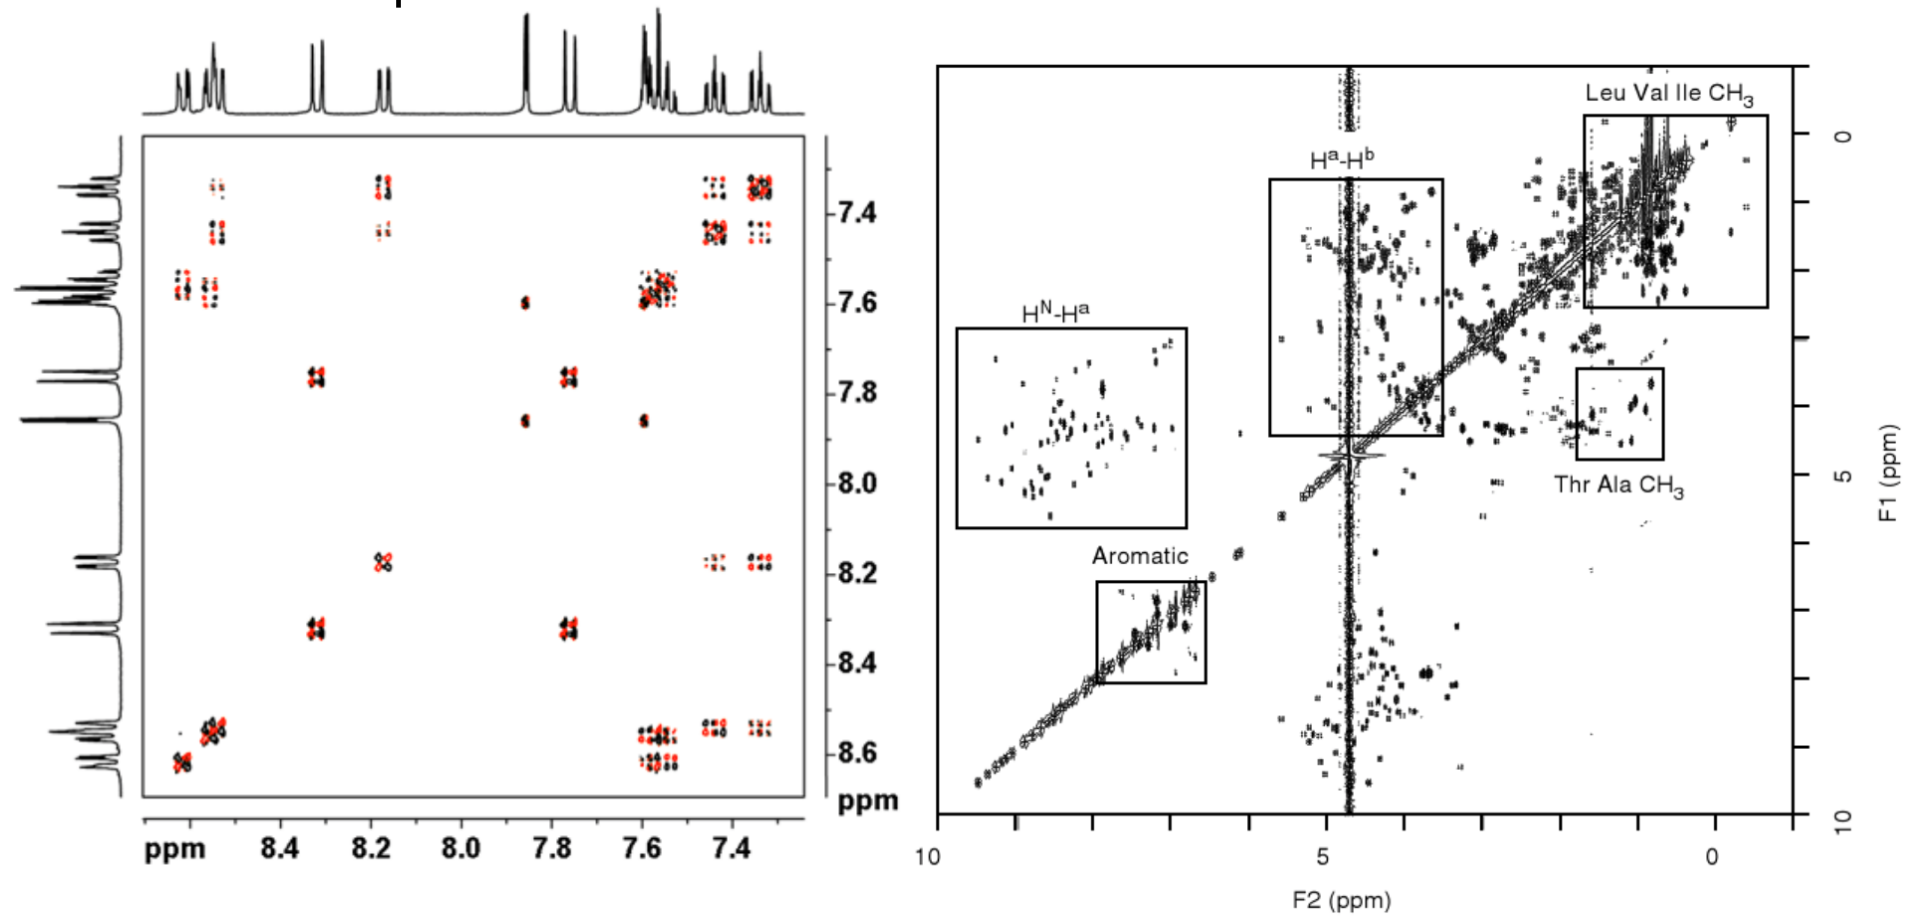 7.4
7.6
7.8
8.0
8.2
8.4
8.6
ppm
ppm 8.4 8.2 8.0 7.8 7.6 7.4
Leu Val Ile CH3
Ha-Hb
HN-Ha
Thr Ala CH3
Aromatic
0
5
10
F1 (ppm)
10 5 0
F2 (ppm)